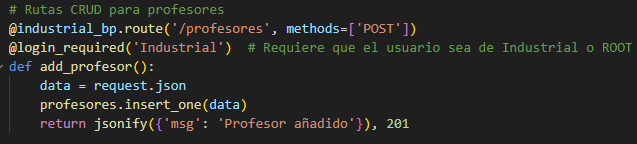 # Rutas CRUD para profesores
@industrial_bp.route('/profesores', methods=['POST'])
@login_required('Industrial')  # Requiere que el usuario sea de Industrial o ROOT
def add_profesor():
    data = request.json
    profesores.insert_one(data)
    return jsonify({'msg': 'Profesor añadido'}), 201